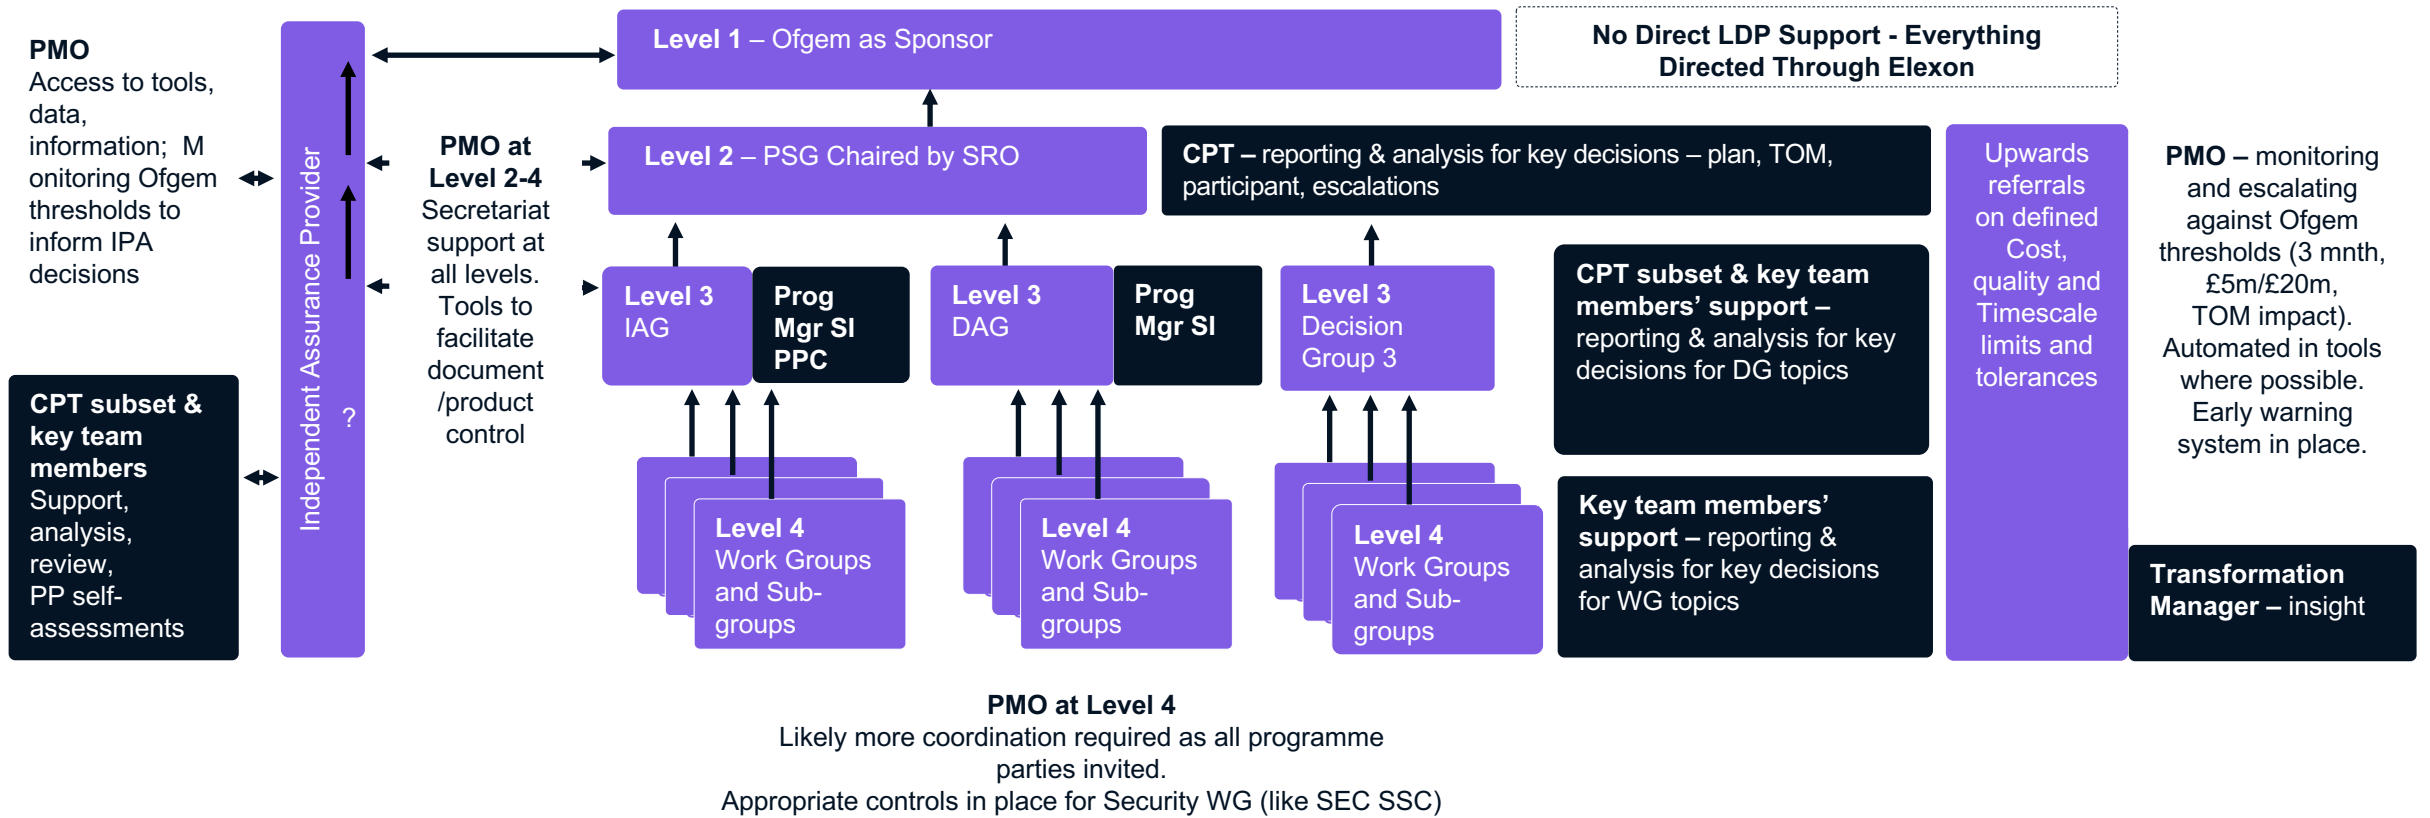 PMO
Access to tools,
data,
information;  M
onitoring Ofgem
thresholds to
inform IPA
decisions
CPT subset &
key team
members
Support,
analysis,
review,
PP self-
assessments
Independent Assurance Provider
?
PMO at
Level 2-4
Secretariat
support at
all levels.
Tools to
facilitate
document
/product
control
Level 1 – Ofgem as Sponsor
No Direct LDP Support - Everything
Directed Through Elexon
Level 2 – PSG Chaired by SRO
CPT – reporting & analysis for key decisions – plan, TOM,
participant, escalations
Level 3
IAG
Prog
Mgr SI
PPC
Level 3
DAG
Prog
Mgr SI
Level 3
Decision
Group 3
CPT subset & key team
members’ support –
reporting & analysis for key
decisions for DG topics
Level 4
Work Groups
and Sub-
groups
Level 4
Work Groups
and Sub-
groups
Level 4
Work Groups
and Sub-
groups
Key team members’
support – reporting &
analysis for key decisions
for WG topics
Upwards
referrals
on defined
Cost,
quality and
Timescale
limits and
tolerances
PMO – monitoring
and escalating
against Ofgem
thresholds (3 mnth,
£5m/£20m,
TOM impact).
Automated in tools
where possible.
Early warning
system in place.
Transformation
Manager – insight
PMO at Level 4
Likely more coordination required as all programme
parties invited.
Appropriate controls in place for Security WG (like SEC SSC)